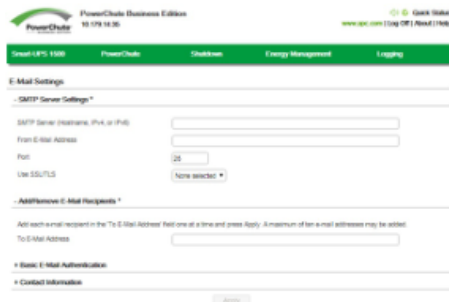 PowerChute Business Edition
10.179.14.35
Quick Status
PowerChute
www.apc.com | Log Off | About | Help
Smart-UPS 1500 PowerChute Shutdown Energy Management Logging
E-Mail Settings
- SMTP Server Settings *
SMTP Server (Hostname, IPv4, or IPv6)
From E-Mail Address
Port 25
Use SSL/TLS None selected
- Add/Remove E-Mail Recipients *
Add each e-mail recipient in the 'To E-Mail Address' field one at a time and press Apply. A maximum of ten e-mail addresses may be added.
To E-Mail Address
+ Basic E-Mail Authentication
+ Contact Information
Apply